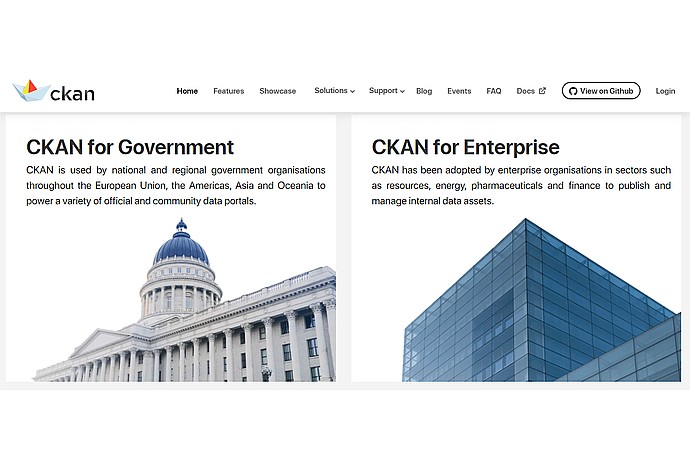 ckan
Home Features Showcase Solutions Support Blog Events FAQ Docs View on Github Login
CKAN for Government
CKAN is used by national and regional government organisations
throughout the European Union, the Americas, Asia and Oceania to
power a variety of official and community data portals.
CKAN for Enterprise
CKAN has been adopted by enterprise organisations in sectors such
as resources, energy, pharmaceuticals and finance to publish and
manage internal data assets.